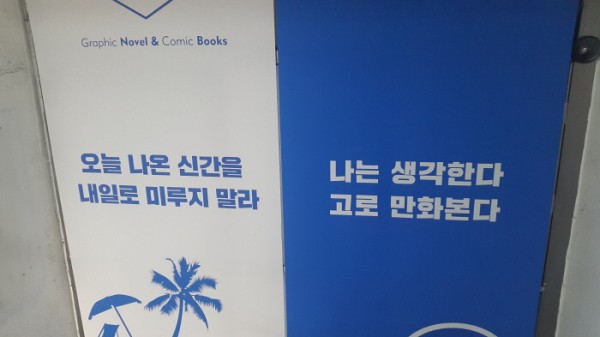 Graphic Novel & Comic Books
오늘 나온 신간을
내일로 미루지 말라
나는 생각한다
고로 만화본다